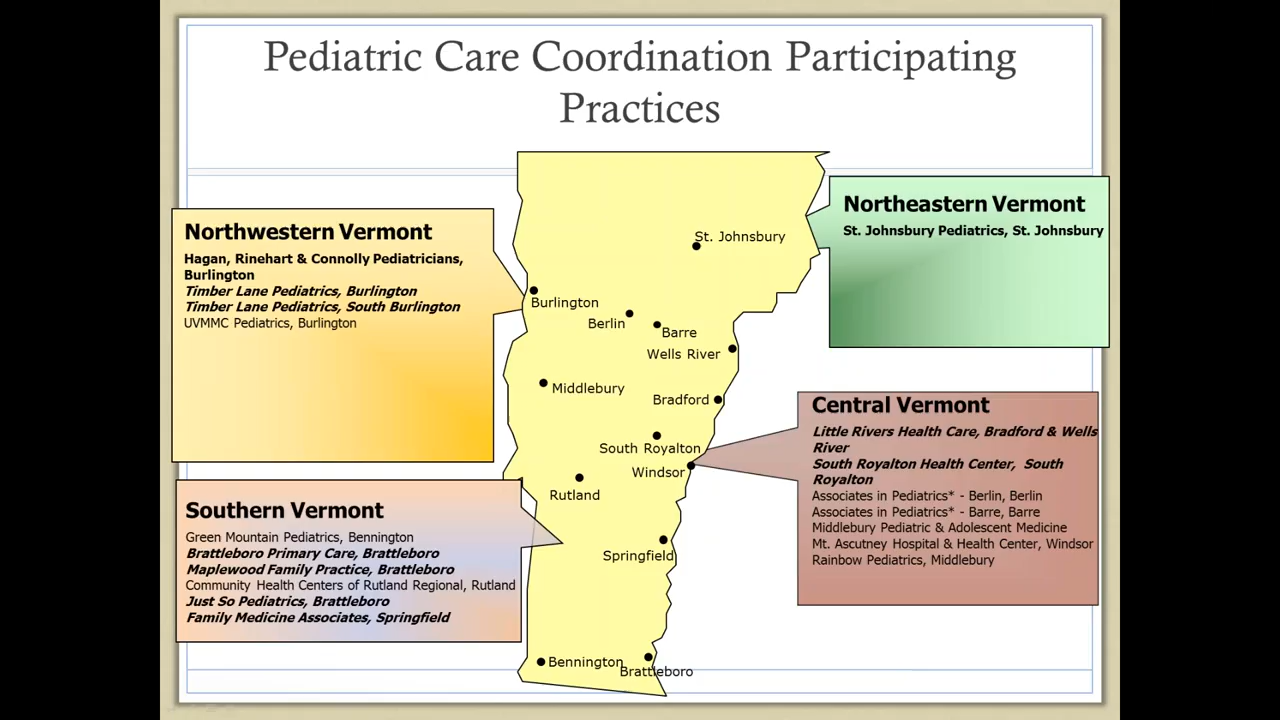 Pediatric Care Coordination Participating
Practices
Northwestern Vermont
Hagan, Rinehart & Connolly Pediatricians,
Burlington
Timber Lane Pediatrics, Burlington
Timber Lane Pediatrics, South Burlington
UVMMC Pediatrics, Burlington
Northeastern Vermont
St. Johnsbury Pediatrics, St. Johnsbury
St. Johnsbury
Burlington
Berlin
Barre
Wells River
Middlebury
Bradford
South Royalton
Windsor
Rutland
Springfield
Bennington
Brattleboro
Central Vermont
Little Rivers Health Care, Bradford & Wells
River
South Royalton Health Center, South
Royalton
Associates in Pediatrics* - Berlin, Berlin
Associates in Pediatrics* - Barre, Barre
Middlebury Pediatric & Adolescent Medicine
Mt. Ascutney Hospital & Health Center, Windsor
Rainbow Pediatrics, Middlebury
Southern Vermont
Green Mountain Pediatrics, Bennington
Brattleboro Primary Care, Brattleboro
Maplewood Family Practice, Brattleboro
Community Health Centers of Rutland Regional, Rutland
Just So Pediatrics, Brattleboro
Family Medicine Associates, Springfield